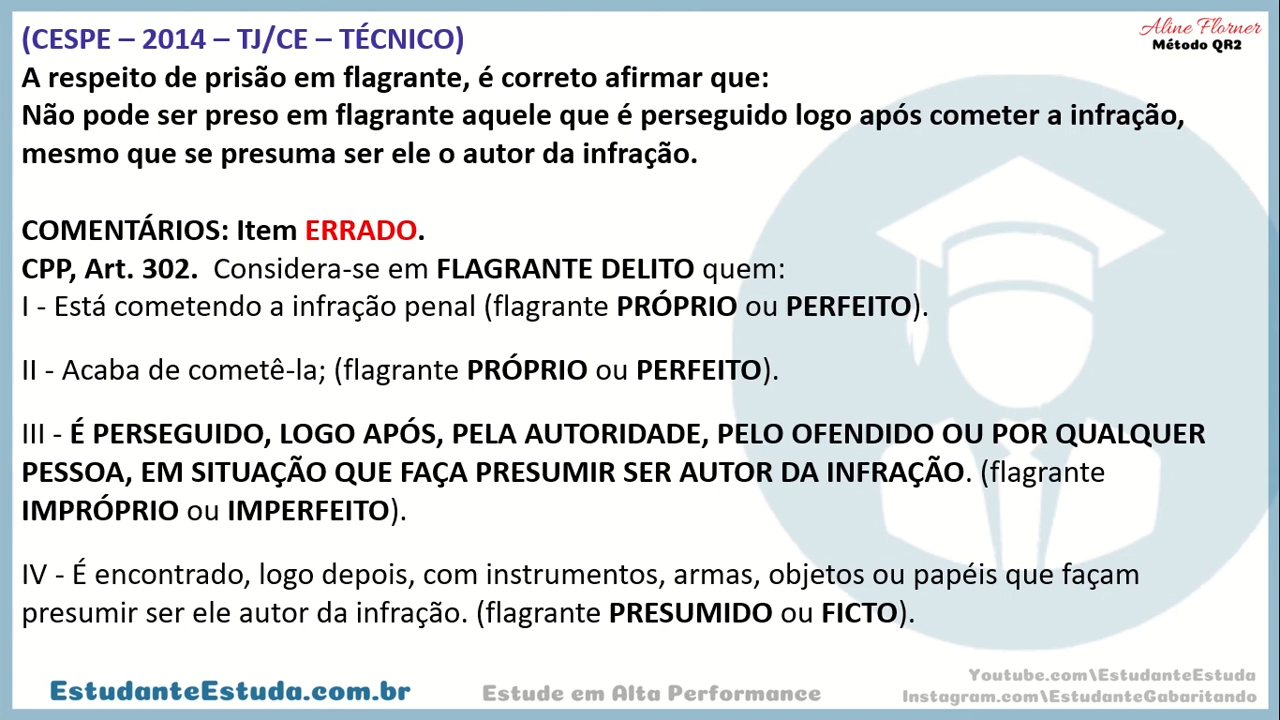 (CESPE – 2014 – TJ/CE – TÉCNICO)
Aline Florner
Método QR2
A respeito de prisão em flagrante, é correto afirmar que:
Não pode ser preso em flagrante aquele que é perseguido logo após cometer a infração,
mesmo que se presuma ser ele o autor da infração.
COMENTÁRIOS: Item ERRADO.
CPP, Art. 302.  Considera-se em FLAGRANTE DELITO quem:
I - Está cometendo a infração penal (flagrante PRÓPRIO ou PERFEITO).
II - Acaba de cometê-la; (flagrante PRÓPRIO ou PERFEITO).
III - É PERSEGUIDO, LOGO APÓS, PELA AUTORIDADE, PELO OFENDIDO OU POR QUALQUER
PESSOA, EM SITUAÇÃO QUE FAÇA PRESUMIR SER AUTOR DA INFRAÇÃO. (flagrante
IMPRÓPRIO ou IMPERFEITO).
IV - É encontrado, logo depois, com instrumentos, armas, objetos ou papéis que façam
presumir ser ele autor da infração. (flagrante PRESUMIDO ou FICTO).
EstudanteEstuda.com.br
Estude em Alta Performance
Youtube.com\EstudanteEstuda
Instagram.com\EstudanteGabaritando